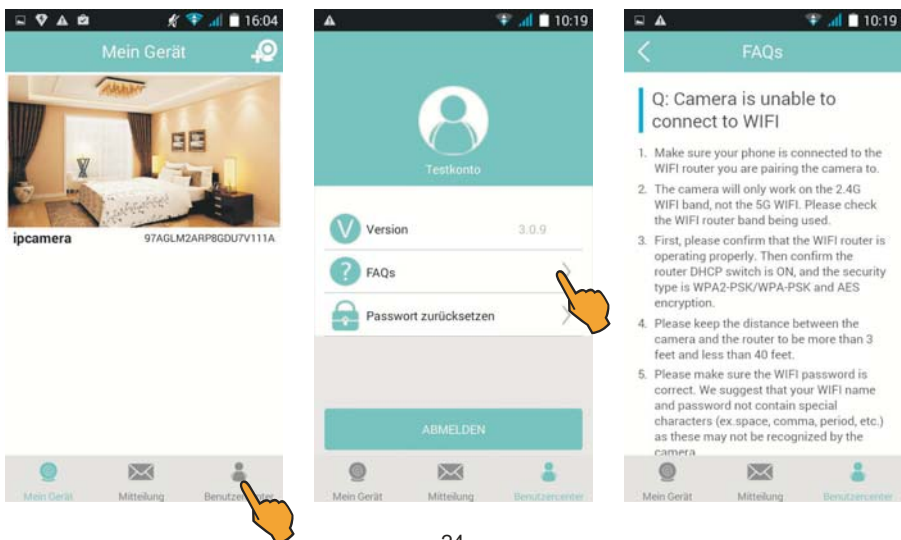 16:04
Mein Gerät
ipcamera 97AGLM2ARP8GDU7V111A
Mein Gerät Mitteilung Benutzercenter
10:19
Testkonto
V Version 3.0.9
? FAQs
Passwort zurücksetzen
ABMELDEN
Mein Gerät Mitteilung Benutzercenter
10:19
FAQs
Q: Camera is unable to
connect to WIFI
1. Make sure your phone is connected to the
WIFI router you are pairing the camera to.
2. The camera will only work on the 2.4G
WIFI band, not the 5G WIFI. Please check
the WIFI router band being used.
3. First, please confirm that the WIFI router is
operating properly. Then confirm the
router DHCP switch is ON, and the security
type is WPA2-PSK/WPA-PSK and AES
encryption.
4. Please keep the distance between the
camera and the router to be more than 3
feet and less than 40 feet.
5. Please make sure the WIFI password is
correct. We suggest that your WIFI name
and password not contain special
characters (ex.space, comma, period, etc.)
as these may not be recognized by the
camera
Mein Gerät Mitteilung Benutzercenter
24